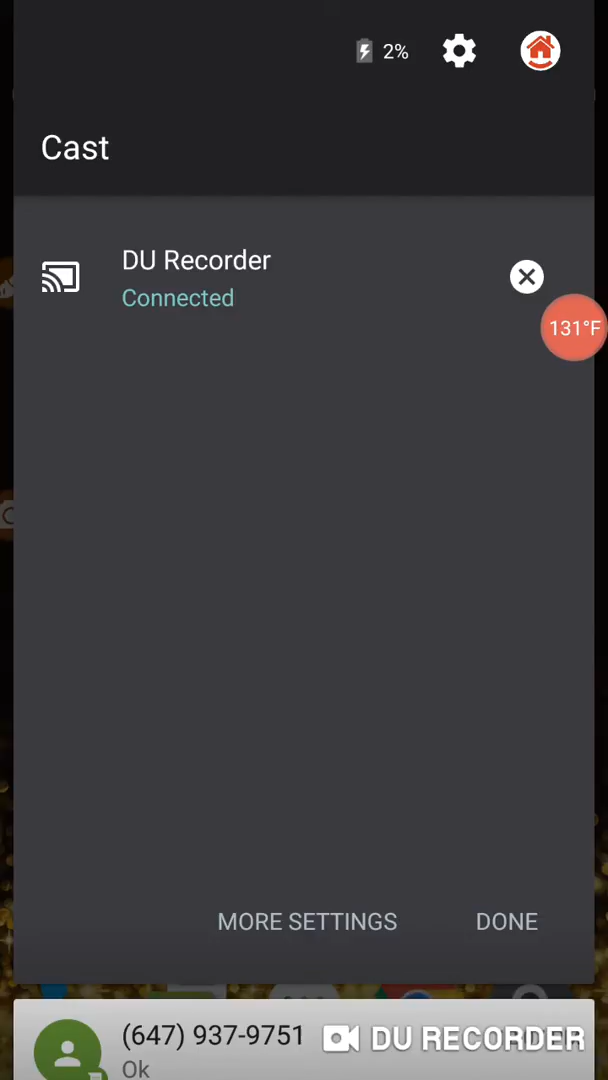 2%
Cast
DU Recorder
Connected
131°F
MORE SETTINGS
DONE
(647) 937-9751
DU RECORDER
Ok